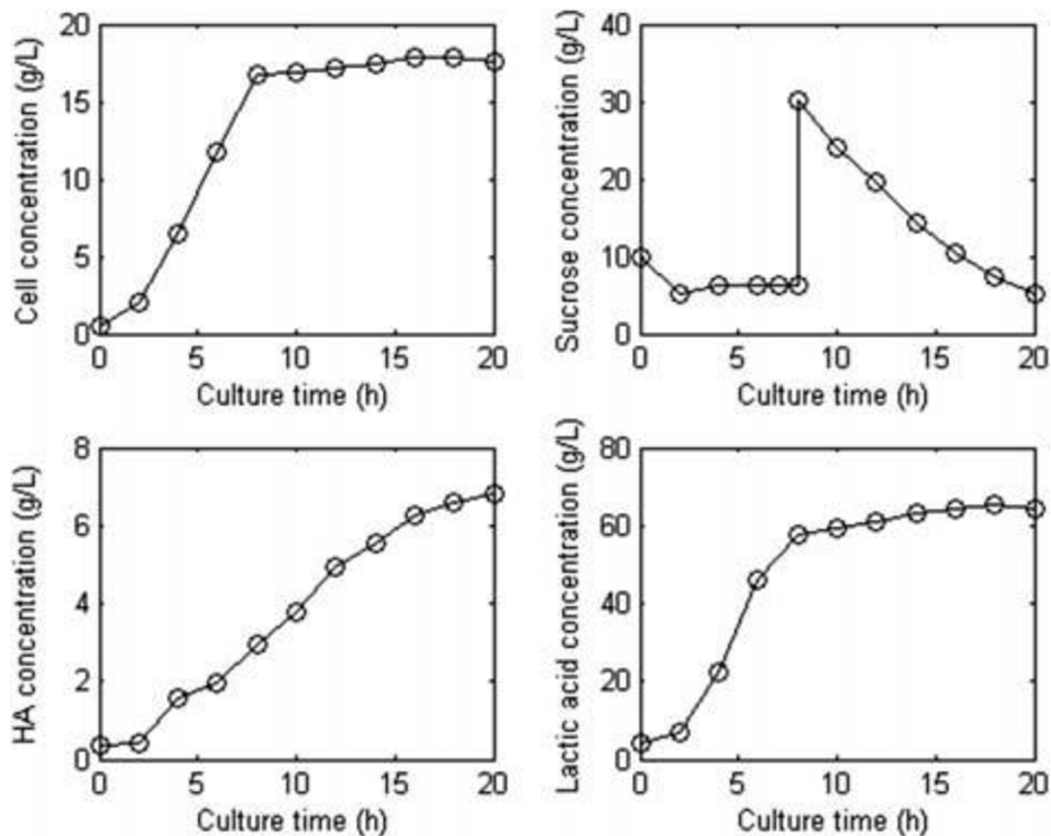 Cell concentration (g/L)
20
15
10
5
0
0 5 10 15 20
Culture time (h)
Sucrose concentration (g/L)
40
30
20
10
0
0 5 10 15 20
Culture time (h)
HA concentration (g/L)
8
6
4
2
0
0 5 10 15 20
Culture time (h)
Lactic acid concentration (g/L)
80
60
40
20
0
0 5 10 15 20
Culture time (h)